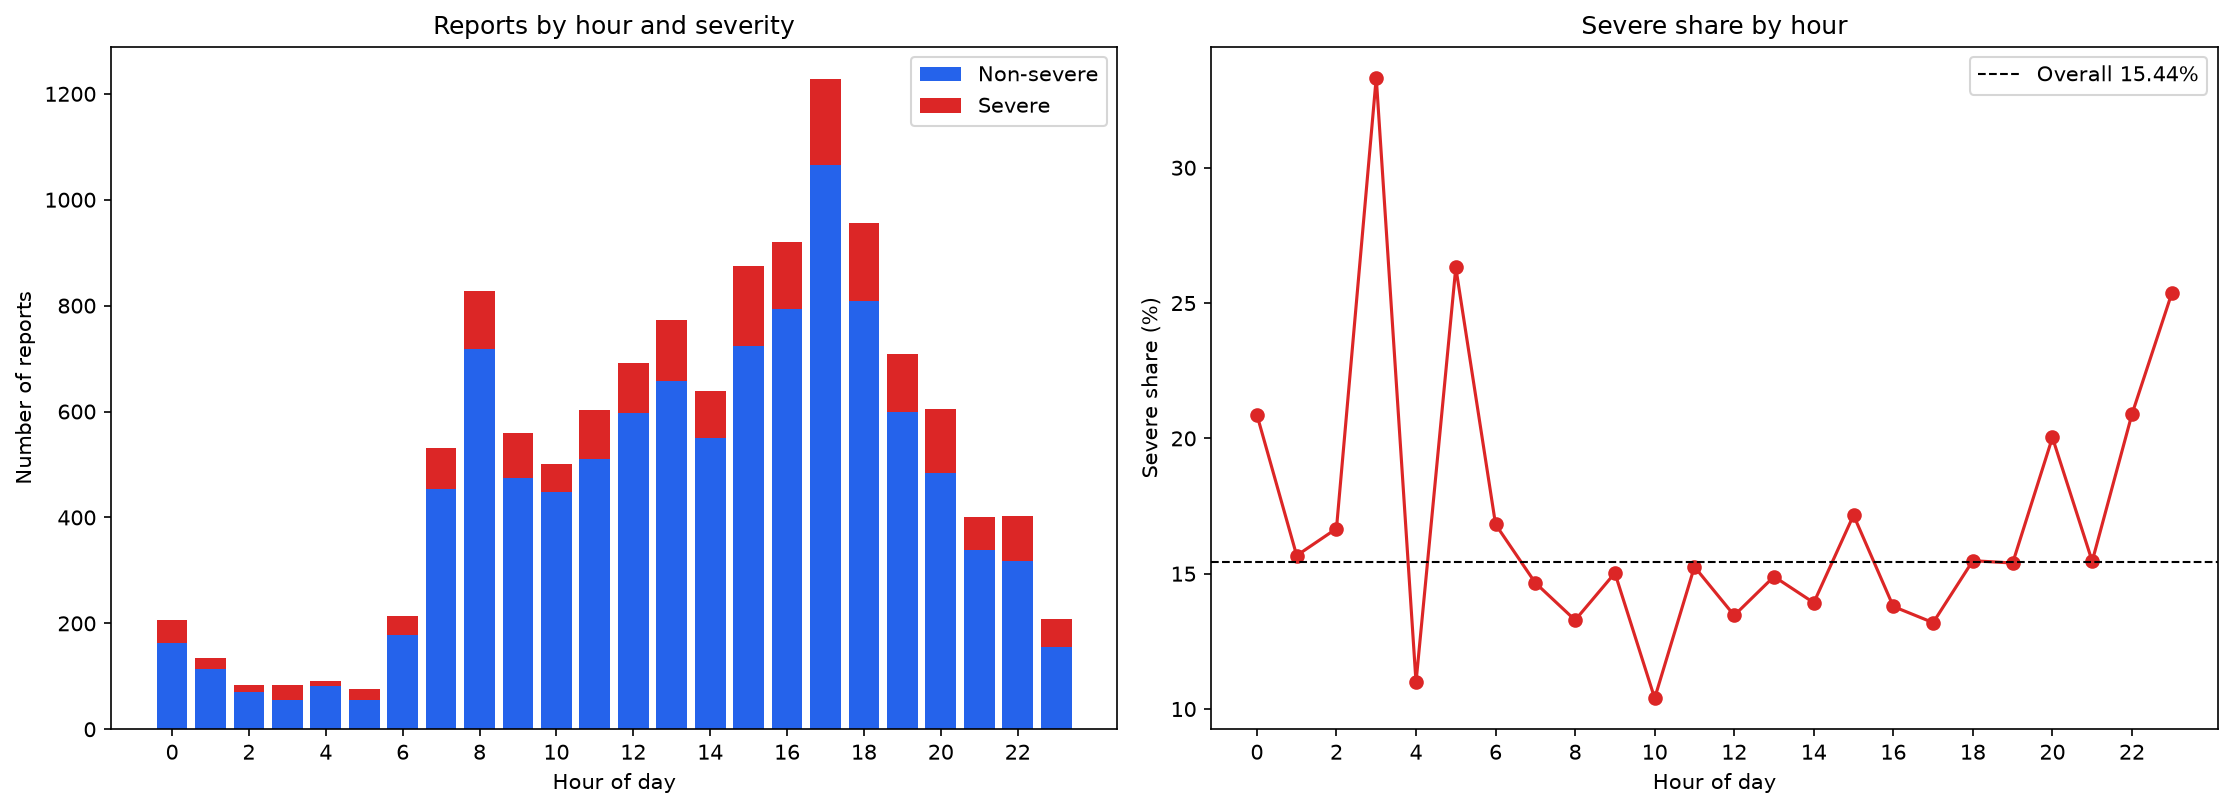 Reports by hour and severity
Number of reports
1200
1000
800
600
400
200
0
Non-severe
Severe
0 2 4 6 8 10 12 14 16 18 20 22
Hour of day
Severe share by hour
Severe share (%)
30
25
20
15
10
Overall 15.44%
0 2 4 6 8 10 12 14 16 18 20 22
Hour of day